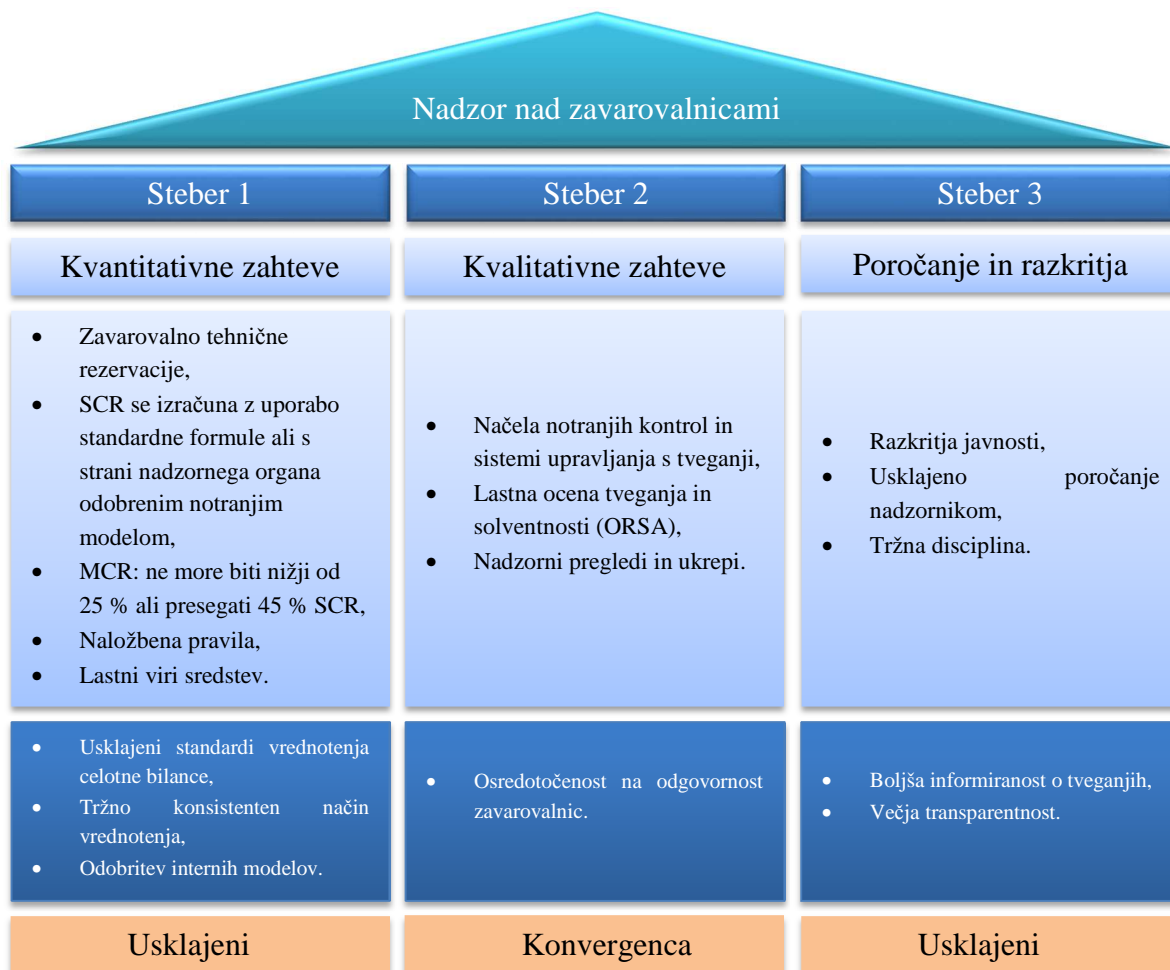 Nadzor nad zavarovalnicami
Steber 1
Steber 2
Steber 3
Kvantitativne zahteve
Kvalitativne zahteve
Poročanje in razkritja
• Zavarovalno tehnične
rezervacije,
• SCR se izračuna z uporabo
standardne formule ali s
strani nadzornega organa
odobrenim notranjim
modelom,
• MCR: ne more biti nižji od
25 % ali presegati 45 % SCR,
• Naložbena pravila,
• Lastni viri sredstev.
• Načela notranjih kontrol in
sistemi upravljanja s tveganji,
• Lastna ocena tveganja in
solventnosti (ORSA),
• Nadzorni pregledi in ukrepi.
• Razkritja javnosti,
• Usklajeno poročanje
nadzornikom,
• Tržna disciplina.
• Usklajeni standardi vrednotenja
celotne bilance,
• Tržno konsistenten način
vrednotenja,
• Odobritev internih modelov.
• Osredotočenost na odgovornost
zavarovalnic.
• Boljša informiranost o tveganjih,
• Večja transparentnost.
Usklajeni
Konvergenca
Usklajeni